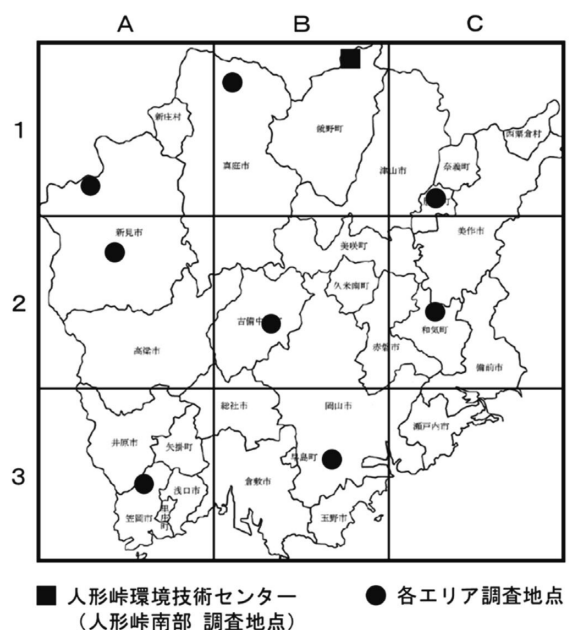 A B C
1
新庄村
鏡野町
西粟倉村
真庭市
津山市
奈義町
新見市
美作市
美咲町
2
久米南町
吉備中
和気町
赤磐市
高梁市
備前市
総社市
岡山市
瀬戸内市
井原市
矢掛町
3
早島町
倉敷市
浅口市
笠岡市
里庄町
玉野市
■ 人形峠環境技術センター
（人形峠南部 調査地点）
● 各エリア調査地点